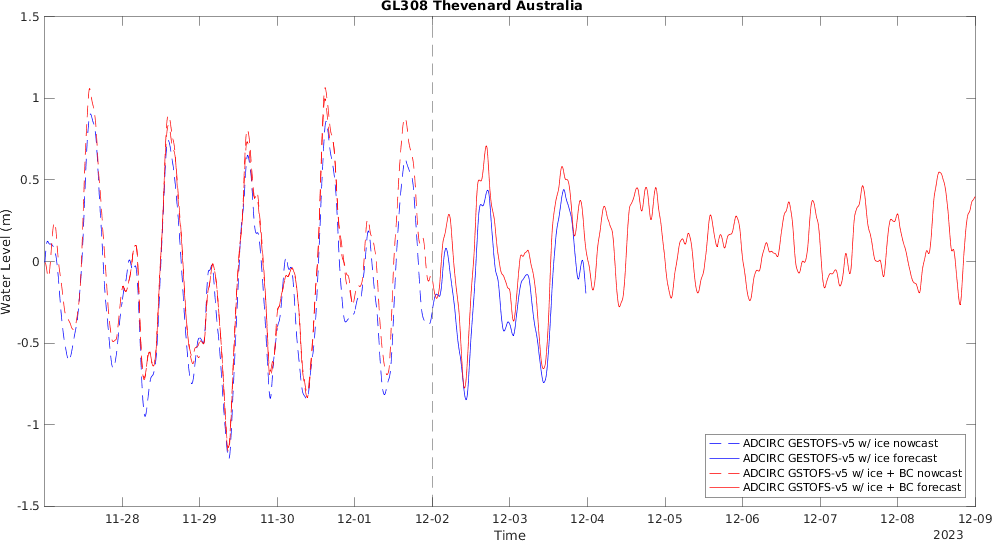 GL308 Thevenard Australia
Water Level (m)
1.5
1
0.5
0
-0.5
-1
-1.5
11-28
11-29
11-30
12-01
12-02
12-03
12-04
12-05
12-06
12-07
12-08
12-09
Time
2023
ADCIRC GESTOFS-v5 w/ ice nowcast
ADCIRC GESTOFS-v5 w/ ice forecast
ADCIRC GSTOFS-v5 w/ ice + BC nowcast
ADCIRC GSTOFS-v5 w/ ice + BC forecast